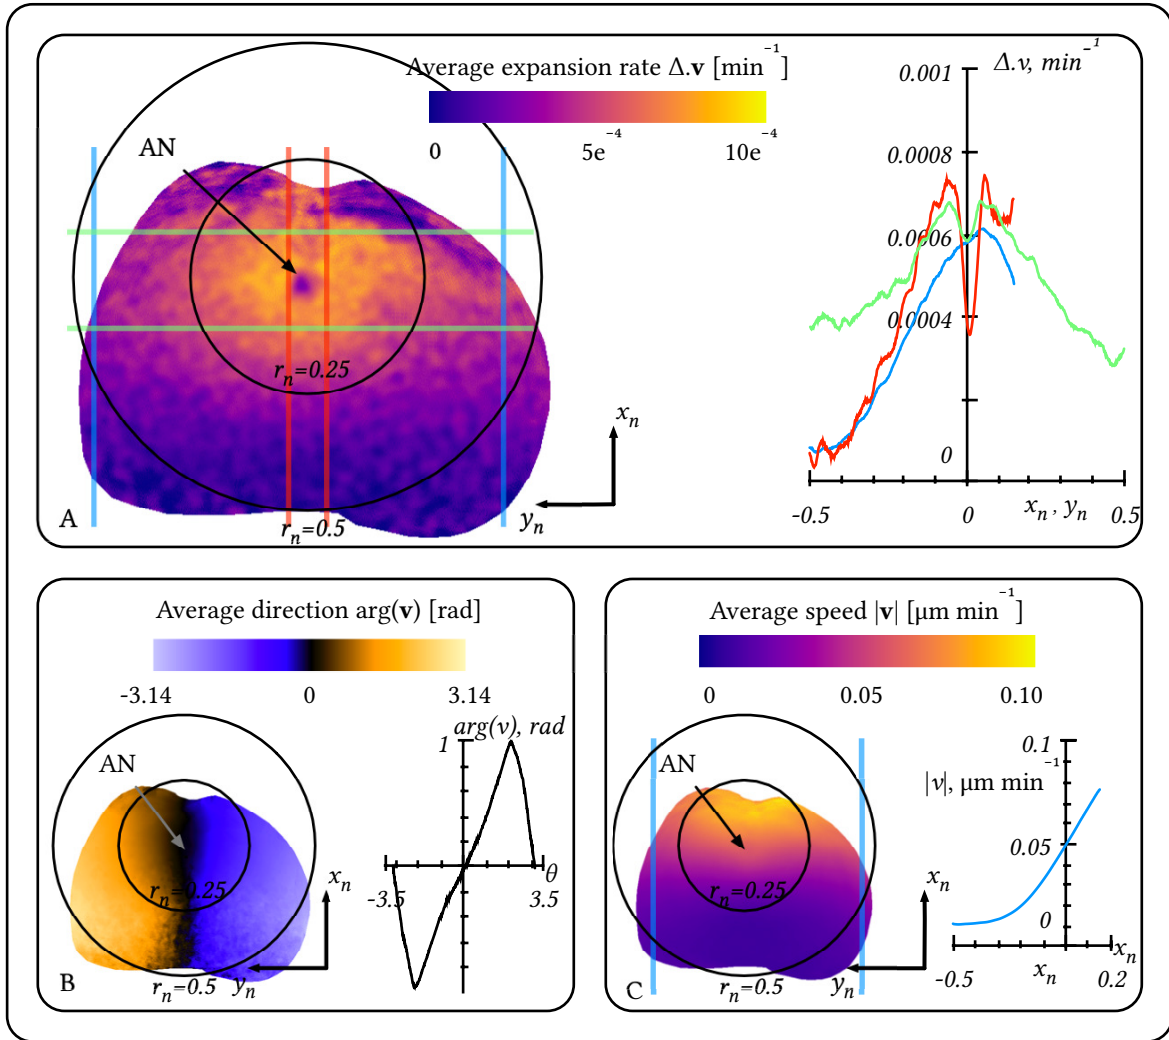 Average expansion rate Δ.v [min⁻¹]
0 5e⁻⁴ 10e⁻⁴
AN
r_n=0.25
r_n=0.5
x_n
y_n
A
Δ.v, min⁻¹
0.001
0.0008
0.0006
0.0004
0
-0.5 0 0.5
x_n , y_n
Average direction arg(v) [rad]
-3.14 0 3.14
AN
r_n=0.25
r_n=0.5
x_n
y_n
B
arg(v), rad
1
θ
-3.5 3.5
Average speed |v| [µm min⁻¹]
0 0.05 0.10
AN
r_n=0.25
r_n=0.5
x_n
y_n
C
0.1
|v|, µm min⁻¹
0.05
0
x_n
-0.5 x_n 0.2